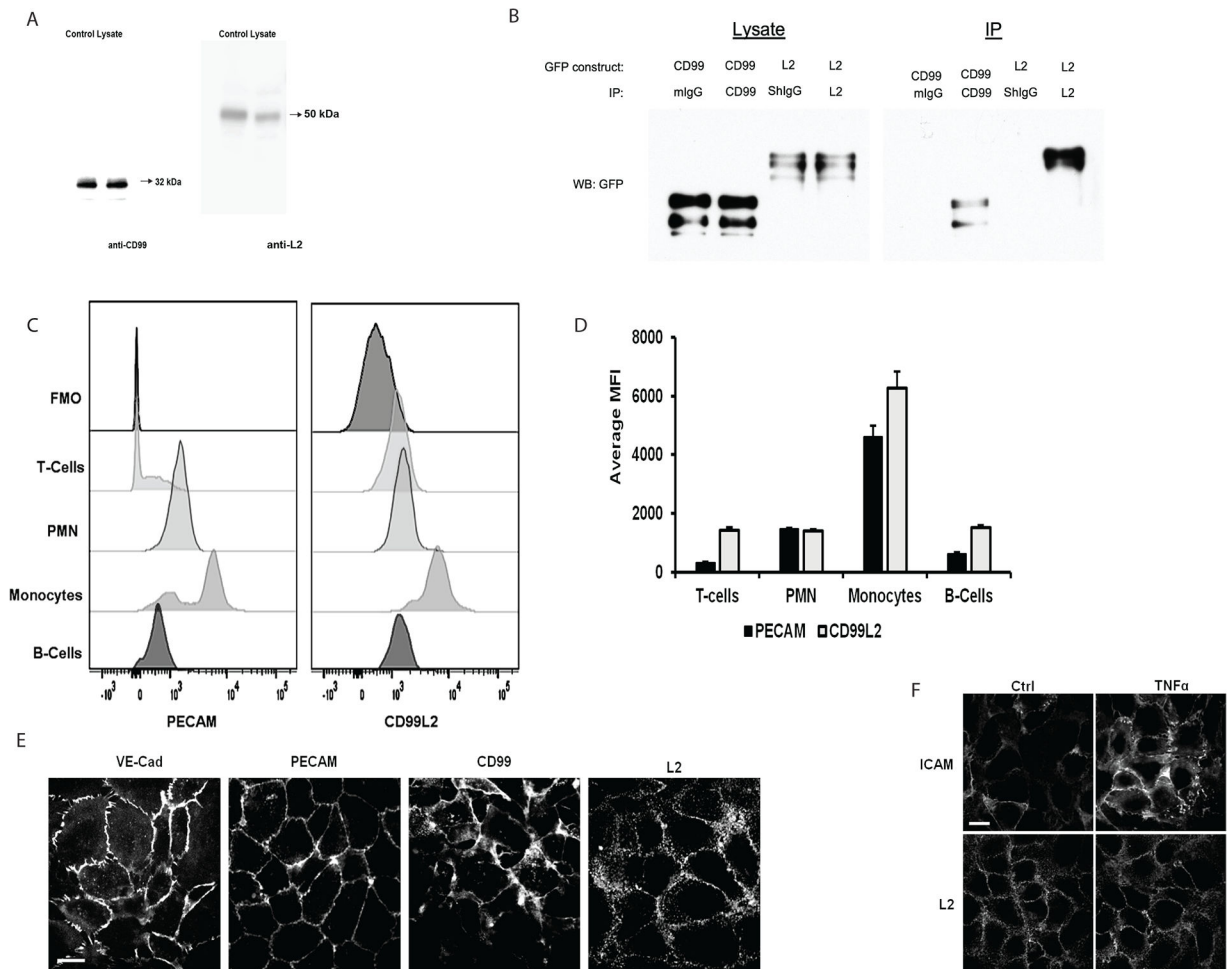 A
Control Lysate
Control Lysate
50 kDa
32 kDa
anti-CD99
anti-L2
B
Lysate
IP
GFP construct:
CD99
CD99
L2
L2
CD99
CD99
L2
L2
IP:
mIgG
CD99
ShIgG
L2
mIgG
CD99
ShIgG
L2
WB: GFP
C
FMO
T-Cells
PMN
Monocytes
B-Cells
-10³
0
10³
10⁴
10⁵
PECAM
-10³
0
10³
10⁴
10⁵
CD99L2
D
Average MFI
8000
6000
4000
2000
0
T-cells
PMN
Monocytes
B-Cells
PECAM
CD99L2
E
VE-Cad
PECAM
CD99
L2
F
Ctrl
TNFα
ICAM
L2